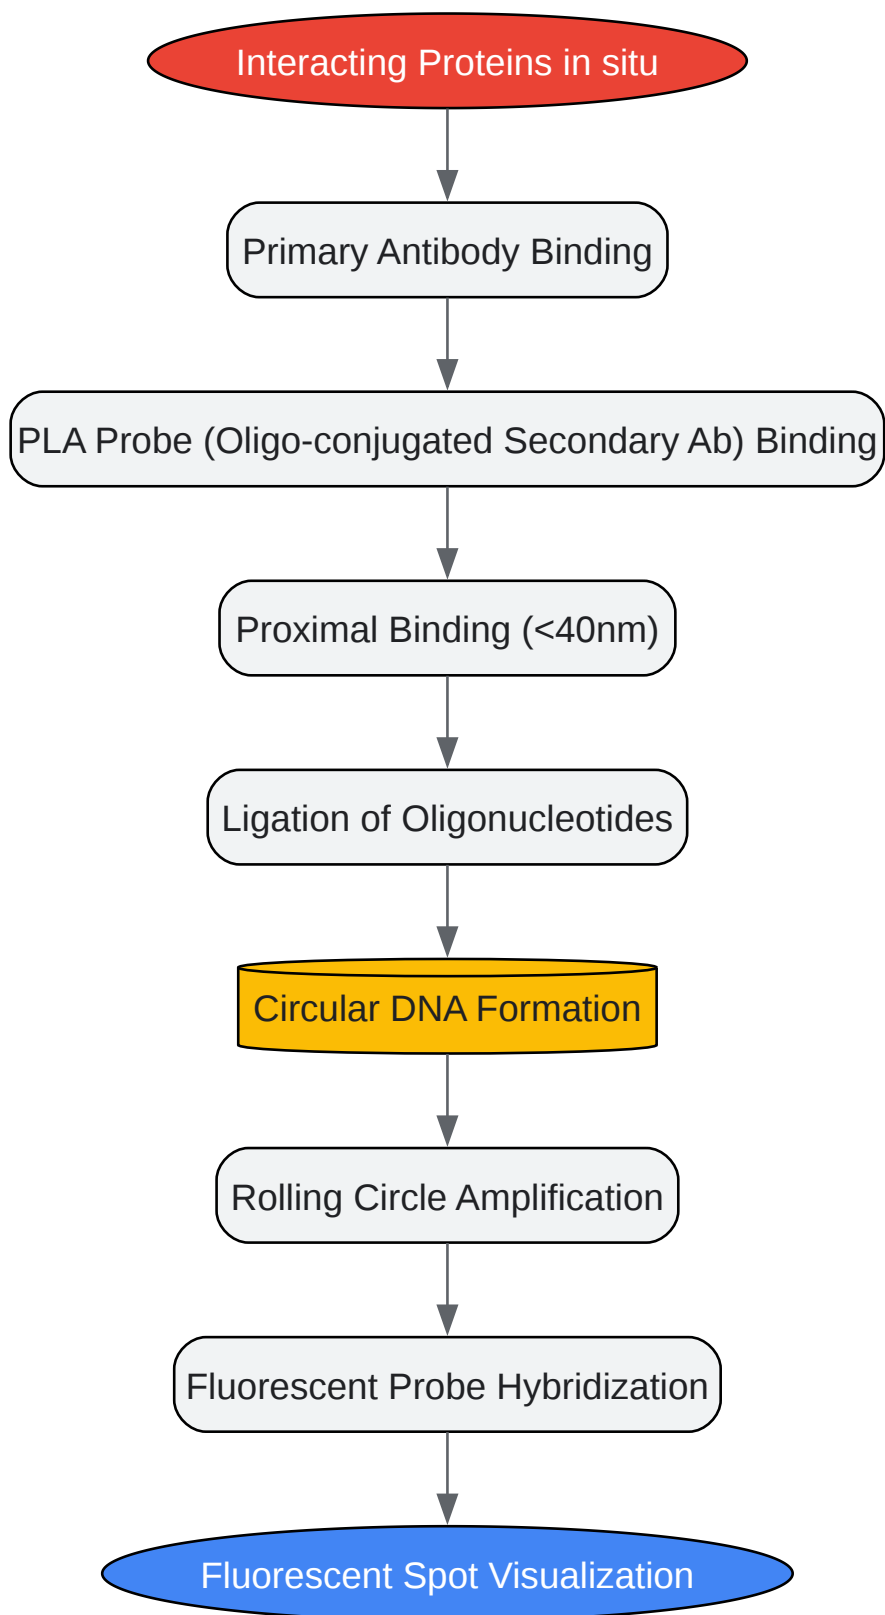 Interacting Proteins in situ
Primary Antibody Binding
PLA Probe (Oligo-conjugated Secondary Ab) Binding
Proximal Binding (<40nm)
Ligation of Oligonucleotides
Circular DNA Formation
Rolling Circle Amplification
Fluorescent Probe Hybridization
Fluorescent Spot Visualization